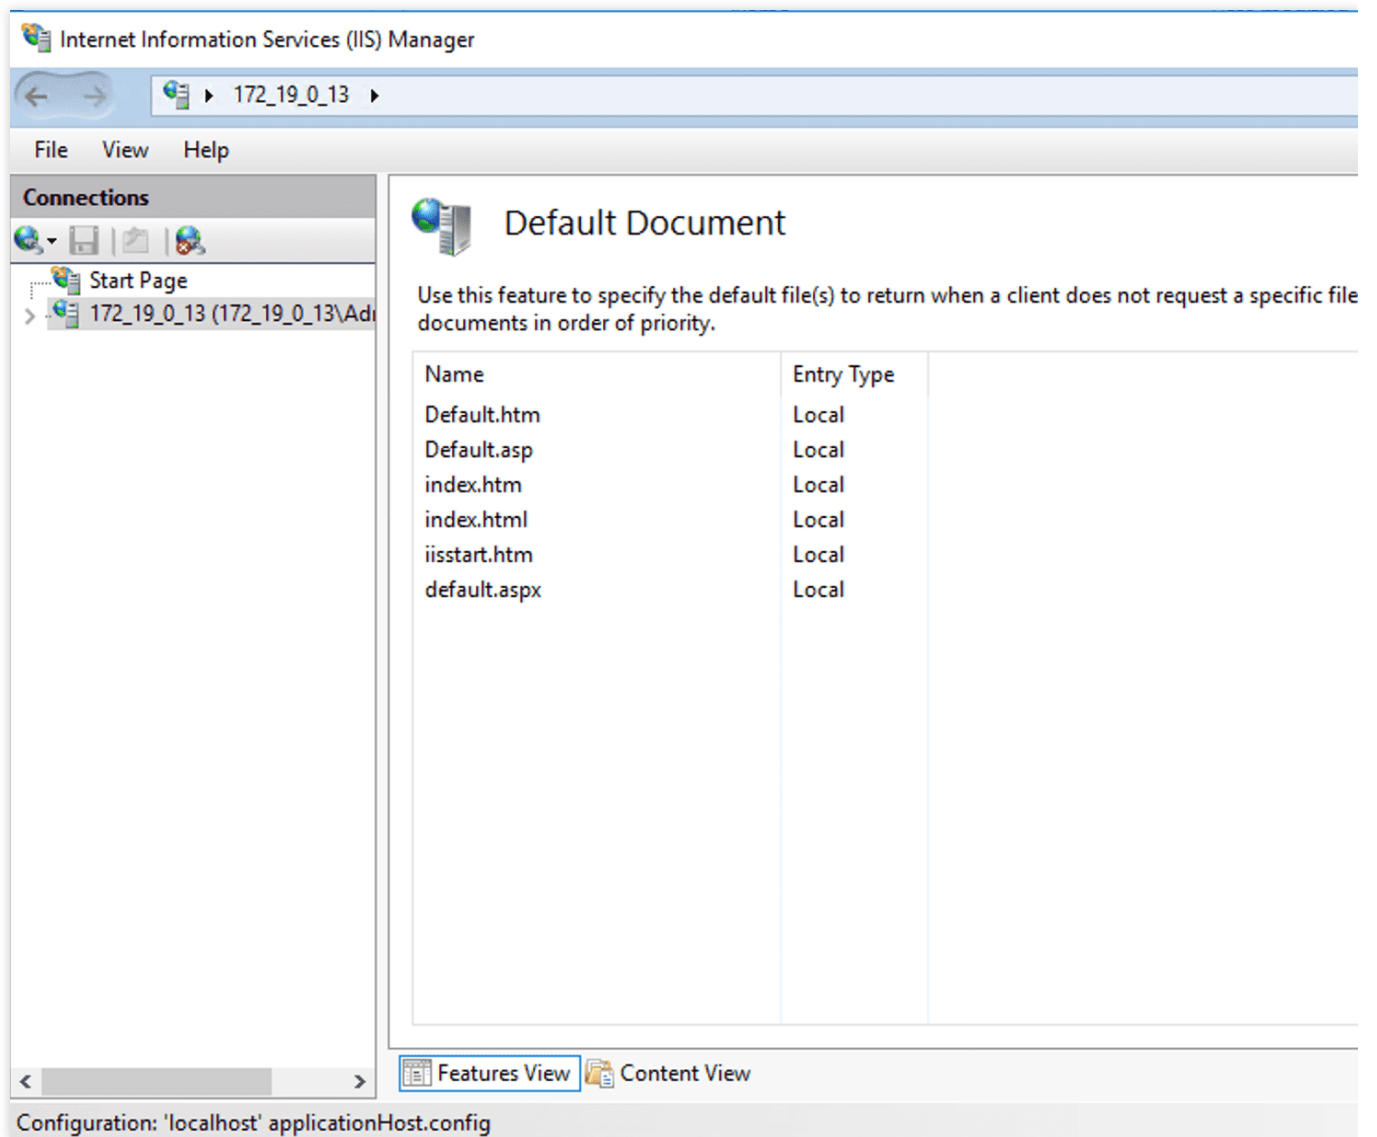 Internet Information Services (IIS) Manager
172_19_0_13
File View Help
Connections
Start Page
172_19_0_13 (172_19_0_13\Adı
Default Document
Use this feature to specify the default file(s) to return when a client does not request a specific file
documents in order of priority.
Name Entry Type
Default.htm Local
Default.asp Local
index.htm Local
index.html Local
iisstart.htm Local
default.aspx Local
Features View Content View
Configuration: 'localhost' applicationHost.config